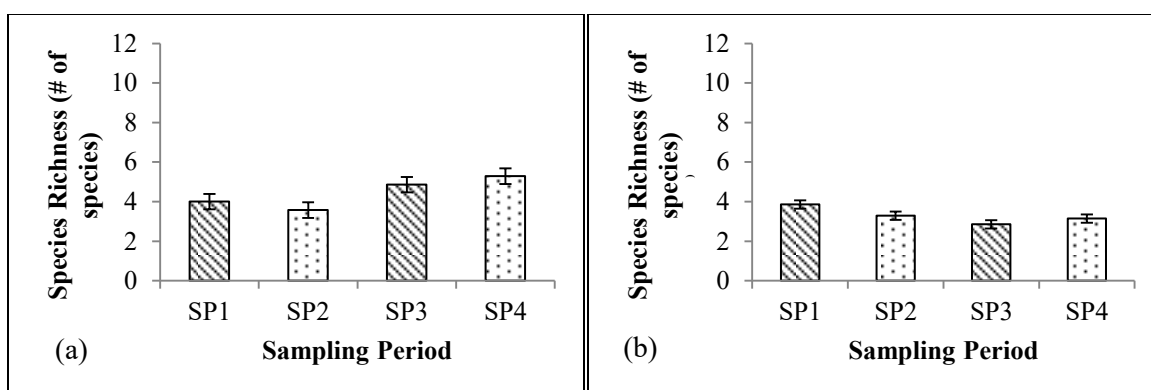 Species Richness (# of
species)
12
10
8
6
4
2
0
SP1 SP2 SP3 SP4
(a)
Sampling Period
Species Richness (# of
species)
12
10
8
6
4
2
0
SP1 SP2 SP3 SP4
(b)
Sampling Period